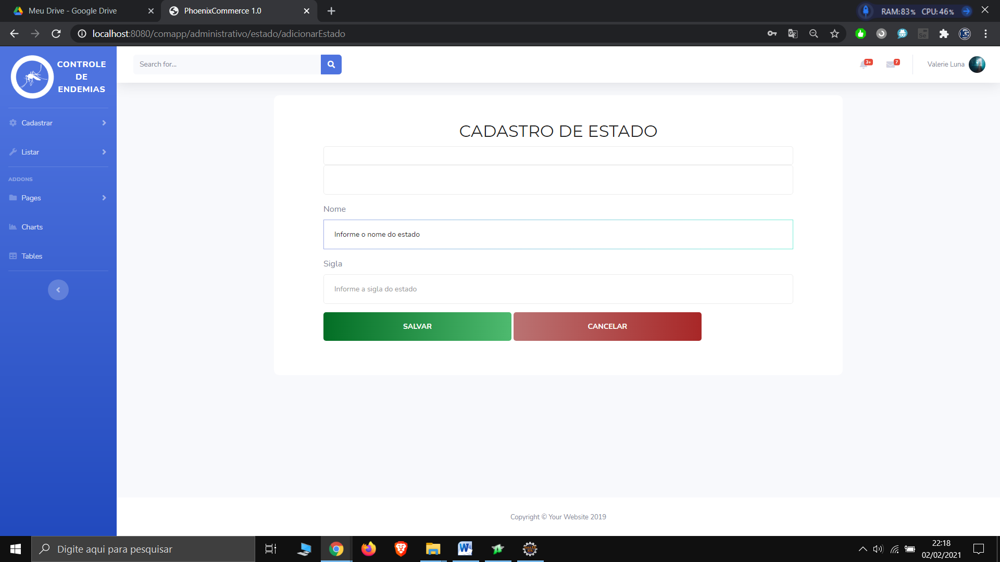 Meu Drive - Google Drive
PhoenixCommerce 1.0
RAM:83% CPU:46%
localhost:8080/comapp/administrativo/estado/adicionarEstado
Se
CONTROLE
DE
ENDEMIAS
Search for...
3+
7
Valerie Luna
Cadastrar
Listar
ADDONS
Pages
Charts
Tables
CADASTRO DE ESTADO
Nome
Informe o nome do estado
Sigla
Informe a sigla do estado
SALVAR
CANCELAR
Copyright © Your Website 2019
Digite aqui para pesquisar
22:18
02/02/2021